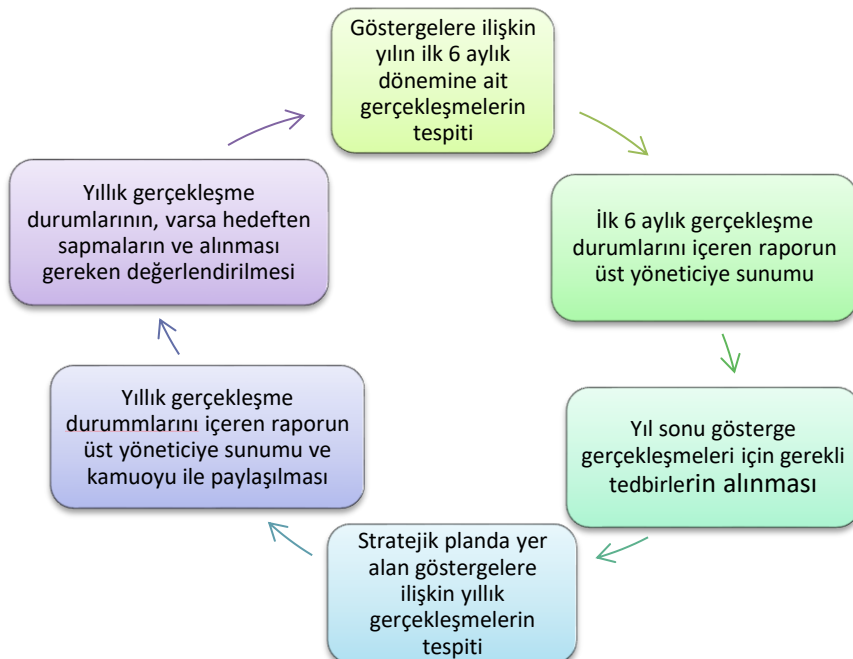 Göstergelere ilişkin
yılın ilk 6 aylık
dönemine ait
gerçekleşmelerin
tespiti
İlk 6 aylık gerçekleşme
durumlarını içeren raporun
üst yöneticiye sunumu
Yıl sonu gösterge
gerçekleşmeleri için gerekli
tedbirlerin alınması
Stratejik planda yer
alan göstergelere
ilişkin yıllık
gerçekleşmelerin
tespiti
Yıllık gerçekleşme
durummlarını içeren raporun
üst yöneticiye sunumu ve
kamuoyu ile paylaşılması
Yıllık gerçekleşme
durumlarının, varsa hedeften
sapmaların ve alınması
gereken değerlendirilmesi